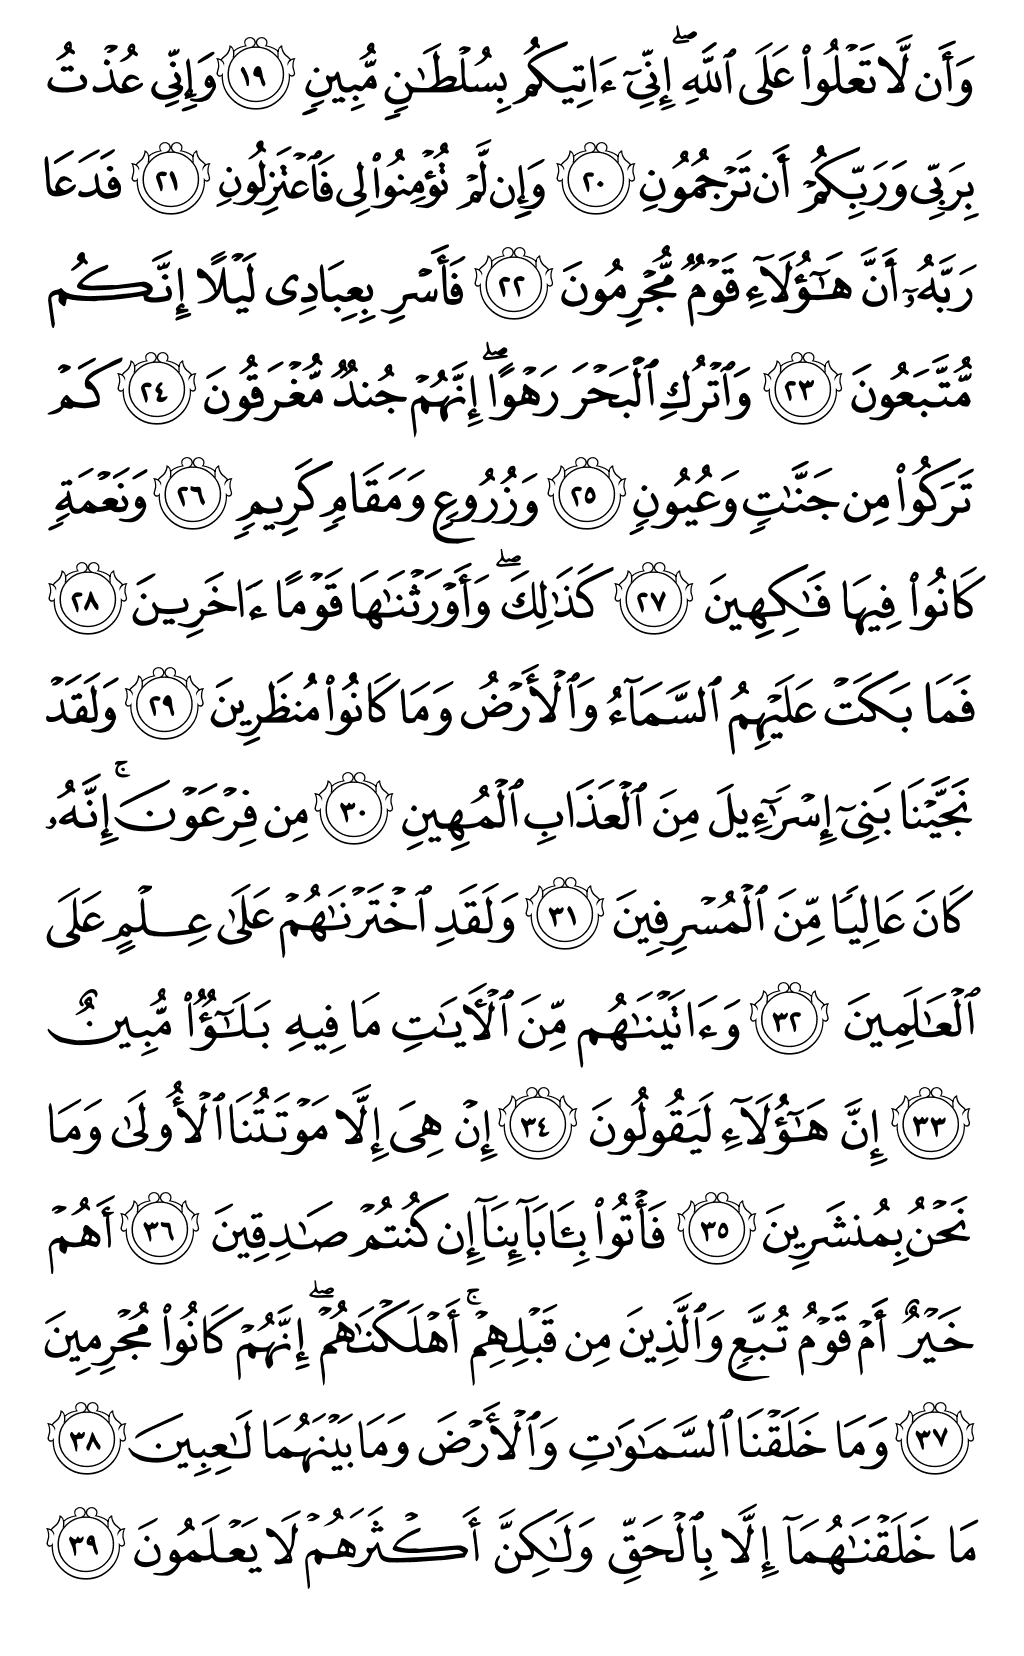 وَأَن لَّا تَعۡلُواْ عَلَى ٱللَّهِۖ إِنِّيٓ ءَاتِيكُم بِسُلۡطَٰنٖ مُّبِينٖ ١٩ وَإِنِّي عُذۡتُ
بِرَبِّي وَرَبِّكُمۡ أَن تَرۡجُمُونِ ٢٠ وَإِن لَّمۡ تُؤۡمِنُواْ لِي فَٱعۡتَزِلُونِ ٢١ فَدَعَا
رَبَّهُۥٓ أَنَّ هَٰٓؤُلَآءِ قَوۡمٞ مُّجۡرِمُونَ ٢٢ فَأَسۡرِ بِعِبَادِي لَيۡلًا إِنَّكُم
مُّتَّبَعُونَ ٢٣ وَٱتۡرُكِ ٱلۡبَحۡرَ رَهۡوًاۖ إِنَّهُمۡ جُندٞ مُّغۡرَقُونَ ٢٤ كَمۡ
تَرَكُواْ مِن جَنَّٰتٖ وَعُيُونٖ ٢٥ وَزُرُوعٖ وَمَقَامٖ كَرِيمٖ ٢٦ وَنَعۡمَةٖ
كَانُواْ فِيهَا فَٰكِهِينَ ٢٧ كَذَٰلِكَۖ وَأَوۡرَثۡنَٰهَا قَوۡمًا ءَاخَرِينَ ٢٨
فَمَا بَكَتۡ عَلَيۡهِمُ ٱلسَّمَآءُ وَٱلۡأَرۡضُ وَمَا كَانُواْ مُنظَرِينَ ٢٩ وَلَقَدۡ
نَجَّيۡنَا بَنِيٓ إِسۡرَٰٓءِيلَ مِنَ ٱلۡعَذَابِ ٱلۡمُهِينِ ٣٠ مِن فِرۡعَوۡنَۚ إِنَّهُۥ
كَانَ عَالِيٗا مِّنَ ٱلۡمُسۡرِفِينَ ٣١ وَلَقَدِ ٱخۡتَرۡنَٰهُمۡ عَلَىٰ عِلۡمٍ عَلَى
ٱلۡعَٰلَمِينَ ٣٢ وَءَاتَيۡنَٰهُم مِّنَ ٱلۡأٓيَٰتِ مَا فِيهِ بَلَٰٓؤٞاْ مُّبِينٌ
٣٣ إِنَّ هَٰٓؤُلَآءِ لَيَقُولُونَ ٣٤ إِنۡ هِيَ إِلَّا مَوۡتَتُنَا ٱلۡأُولَىٰ وَمَا
نَحۡنُ بِمُنشَرِينَ ٣٥ فَأۡتُواْ بِـَٔابَآئِنَآ إِن كُنتُمۡ صَٰدِقِينَ ٣٦ أَهُمۡ
خَيۡرٌ أَمۡ قَوۡمُ تُبَّعٖ وَٱلَّذِينَ مِن قَبۡلِهِمۡۚ أَهۡلَكۡنَٰهُمۡۖ إِنَّهُمۡ كَانُواْ مُجۡرِمِينَ
٣٧ وَمَا خَلَقۡنَا ٱلسَّمَٰوَٰتِ وَٱلۡأَرۡضَ وَمَا بَيۡنَهُمَا لَٰعِبِينَ ٣٨
مَا خَلَقۡنَٰهُمَآ إِلَّا بِٱلۡحَقِّ وَلَٰكِنَّ أَكۡثَرَهُمۡ لَا يَعۡلَمُونَ ٣٩